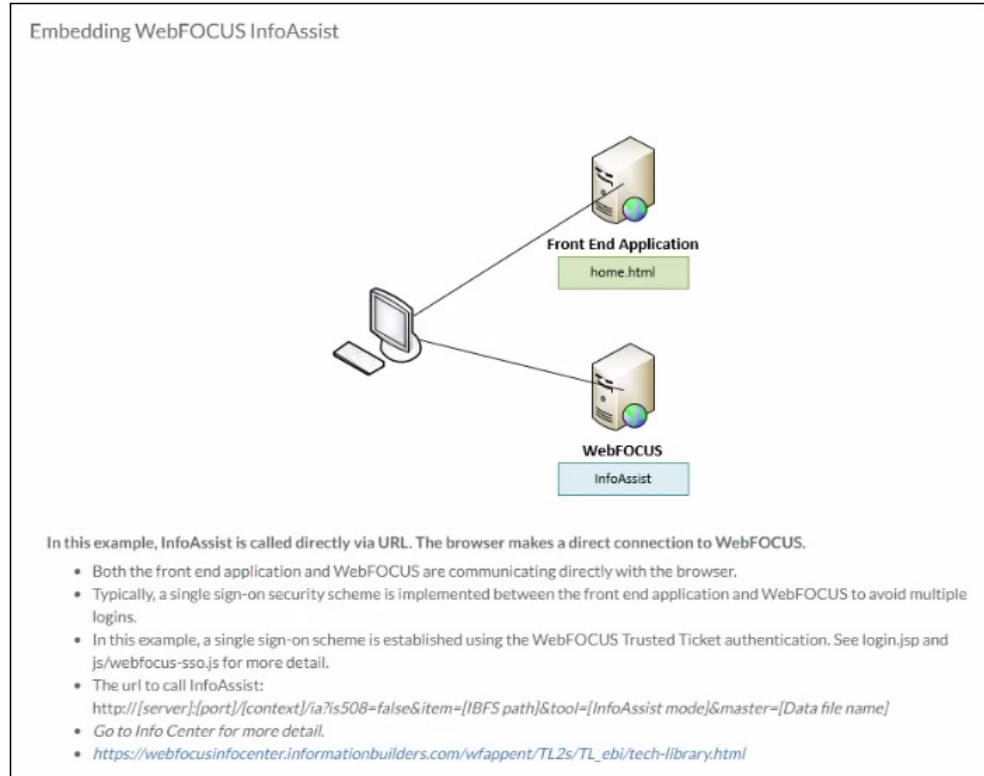 Embedding WebFOCUS InfoAssist
Front End Application
home.html
WebFOCUS
InfoAssist
In this example, InfoAssist is called directly via URL. The browser makes a direct connection to WebFOCUS.
• Both the front end application and WebFOCUS are communicating directly with the browser.
• Typically, a single sign-on security scheme is implemented between the front end application and WebFOCUS to avoid multiple
logins.
• In this example, a single sign-on scheme is established using the WebFOCUS Trusted Ticket authentication. See login.jsp and
js/webfocus-sso.js for more detail.
• The url to call InfoAssist:
http://[server]:[port]/[context]/ia?is508=false&item=[IBFS path]&tool=[InfoAssist mode]&master=[Data file name]
• Go to Info Center for more detail.
• https://webfocusinfocenter.informationbuilders.com/wfappent/TL2s/TL_ebi/tech-library.html